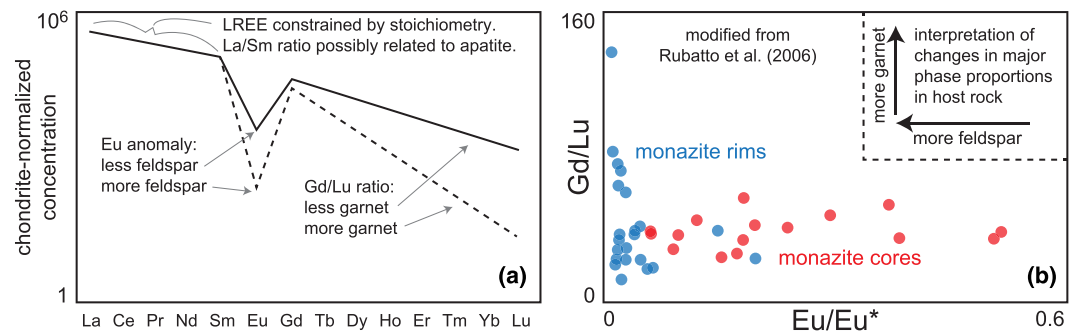 10⁶
LREE constrained by stoichiometry.
La/Sm ratio possibly related to apatite.
chondrite-normalized
concentration
Eu anomaly:
less feldspar
more feldspar
Gd/Lu ratio:
less garnet
more garnet
1
(a)
La Ce Pr Nd Sm Eu Gd Tb Dy Ho Er Tm Yb Lu
160
modified from
Rubatto et al. (2006)
more garnet
interpretation of
changes in major
phase proportions
in host rock
more feldspar
Gd/Lu
monazite rims
monazite cores
(b)
0
0
Eu/Eu*
0.6